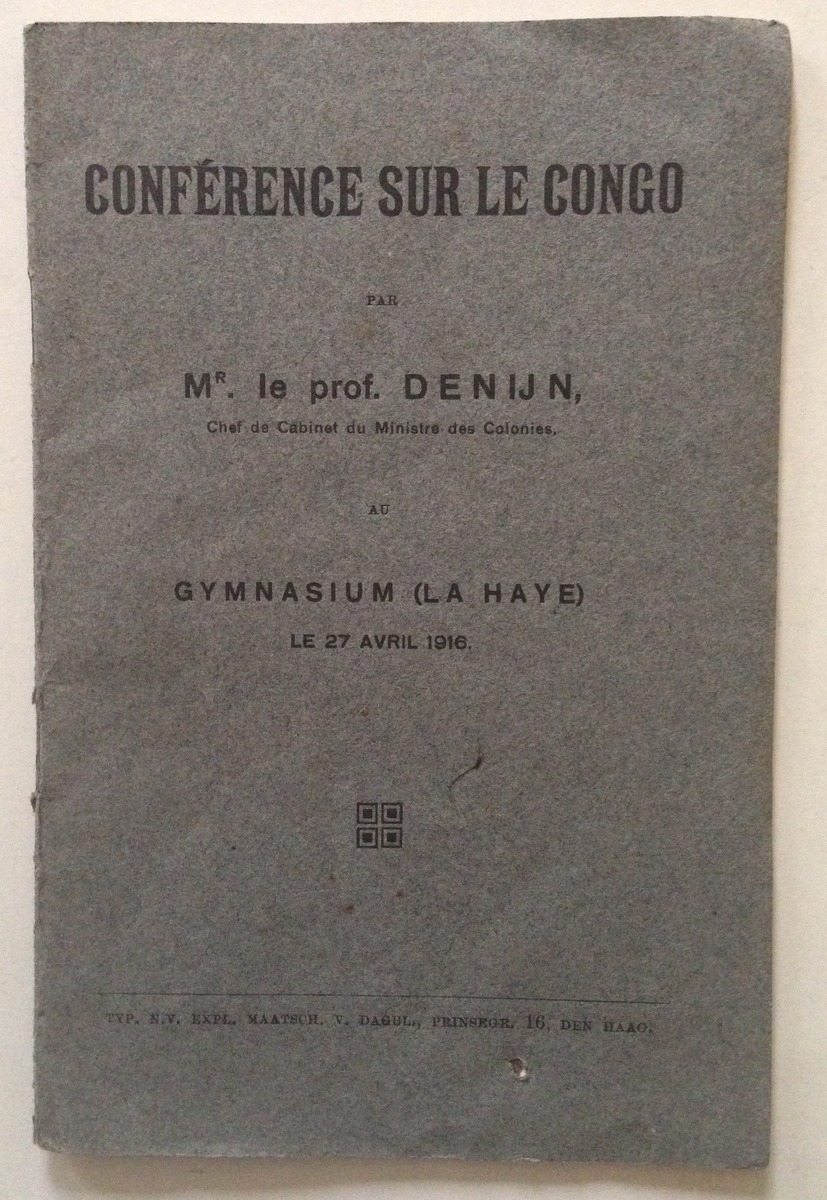 CONFÉRENCE SUR LE CONGO
PAR
MR. le prof. DENIJN,
Chef de Cabinet du Ministre des Colonies,
AU
GYMNASIUM (LA HAYE)
LE 27 AVRIL 1916.
TYP. N.V. EXPL. MAATSCH. V. DAGBL., PRINSEGR. 16, DEN HAAG.